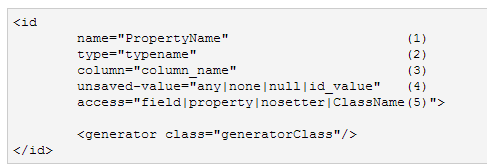 <id
name="PropertyName" (1)
type="typename" (2)
column="column_name" (3)
unsaved-value="any|none|null|id_value" (4)
access="field|property|nosetter|ClassName(5)">
<generator class="generatorClass"/>
</id>